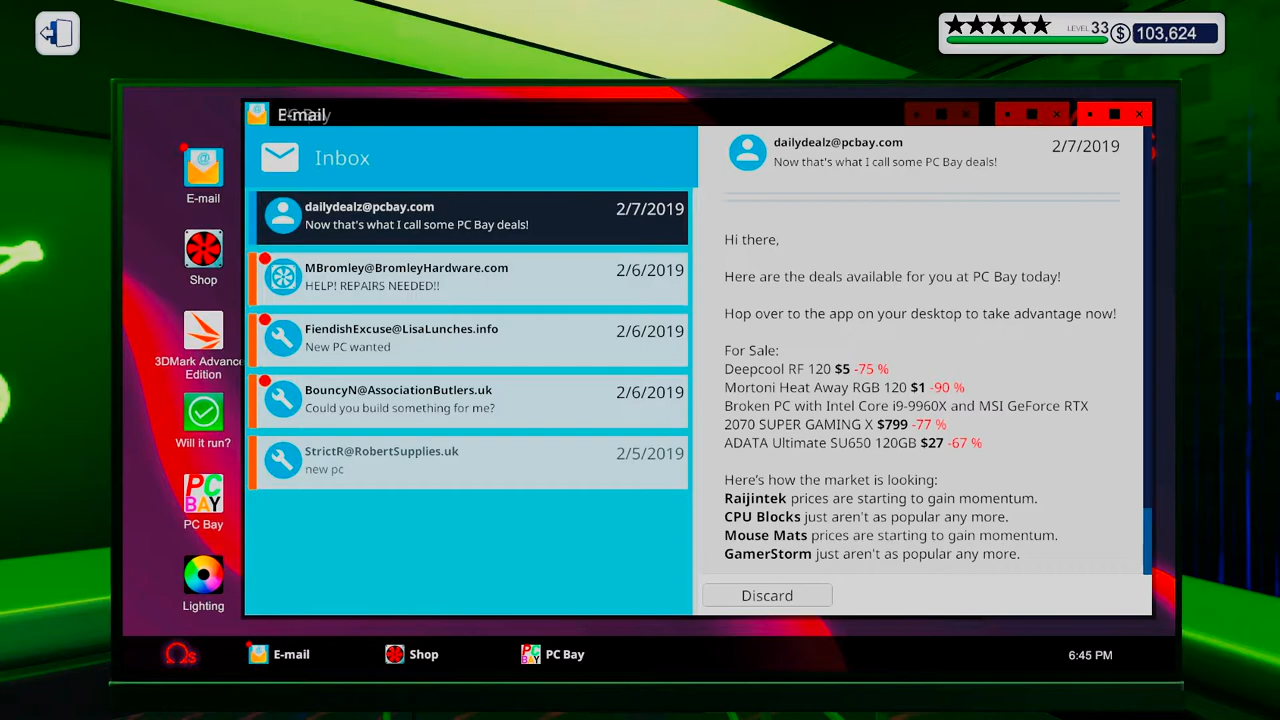 LEVEL 33
$ 103,624
E-mail
Inbox
dailydealz@pcbay.com
Now that's what I call some PC Bay deals!
2/7/2019
MBromley@BromleyHardware.com
HELP! REPAIRS NEEDED!!
2/6/2019
FiendishExcuse@LisaLunches.info
New PC wanted
2/6/2019
BouncyN@AssociationButlers.uk
Could you build something for me?
2/6/2019
StrictR@RobertSupplies.uk
new pc
2/5/2019
dailydealz@pcbay.com
Now that's what I call some PC Bay deals!
2/7/2019
Hi there,
Here are the deals available for you at PC Bay today!
Hop over to the app on your desktop to take advantage now!
For Sale:
Deepcool RF 120 $5 -75 %
Mortoni Heat Away RGB 120 $1 -90 %
Broken PC with Intel Core i9-9960X and MSI GeForce RTX
2070 SUPER GAMING X $799 -77 %
ADATA Ultimate SU650 120GB $27 -67 %
Here's how the market is looking:
Raijintek prices are starting to gain momentum.
CPU Blocks just aren't as popular any more.
Mouse Mats prices are starting to gain momentum.
GamerStorm just aren't as popular any more.
Discard
E-mail
Shop
3DMark Advance
Edition
Will it run?
PC
BAY
PC Bay
Lighting
E-mail
Shop
PC BAY
PC Bay
6:45 PM